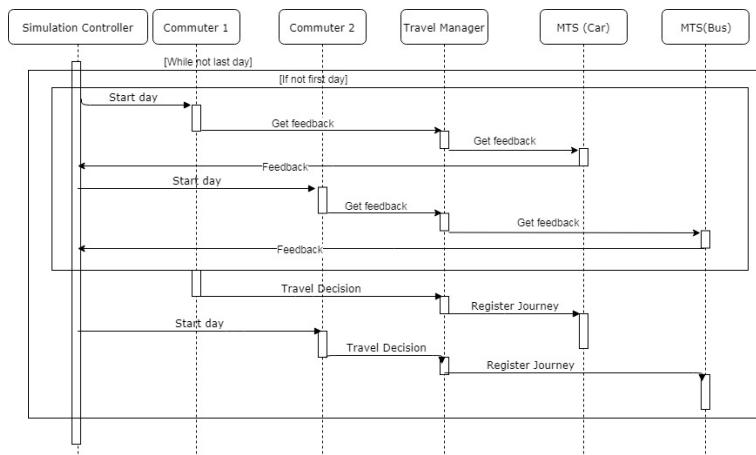 Simulation Controller
Commuter 1
Commuter 2
Travel Manager
MTS (Car)
MTS(Bus)
[While not last day]
[If not first day]
Start day
Get feedback
Get feedback
Feedback
Start day
Get feedback
Get feedback
Feedback
Travel Decision
Register Journey
Start day
Travel Decision
Register Journey